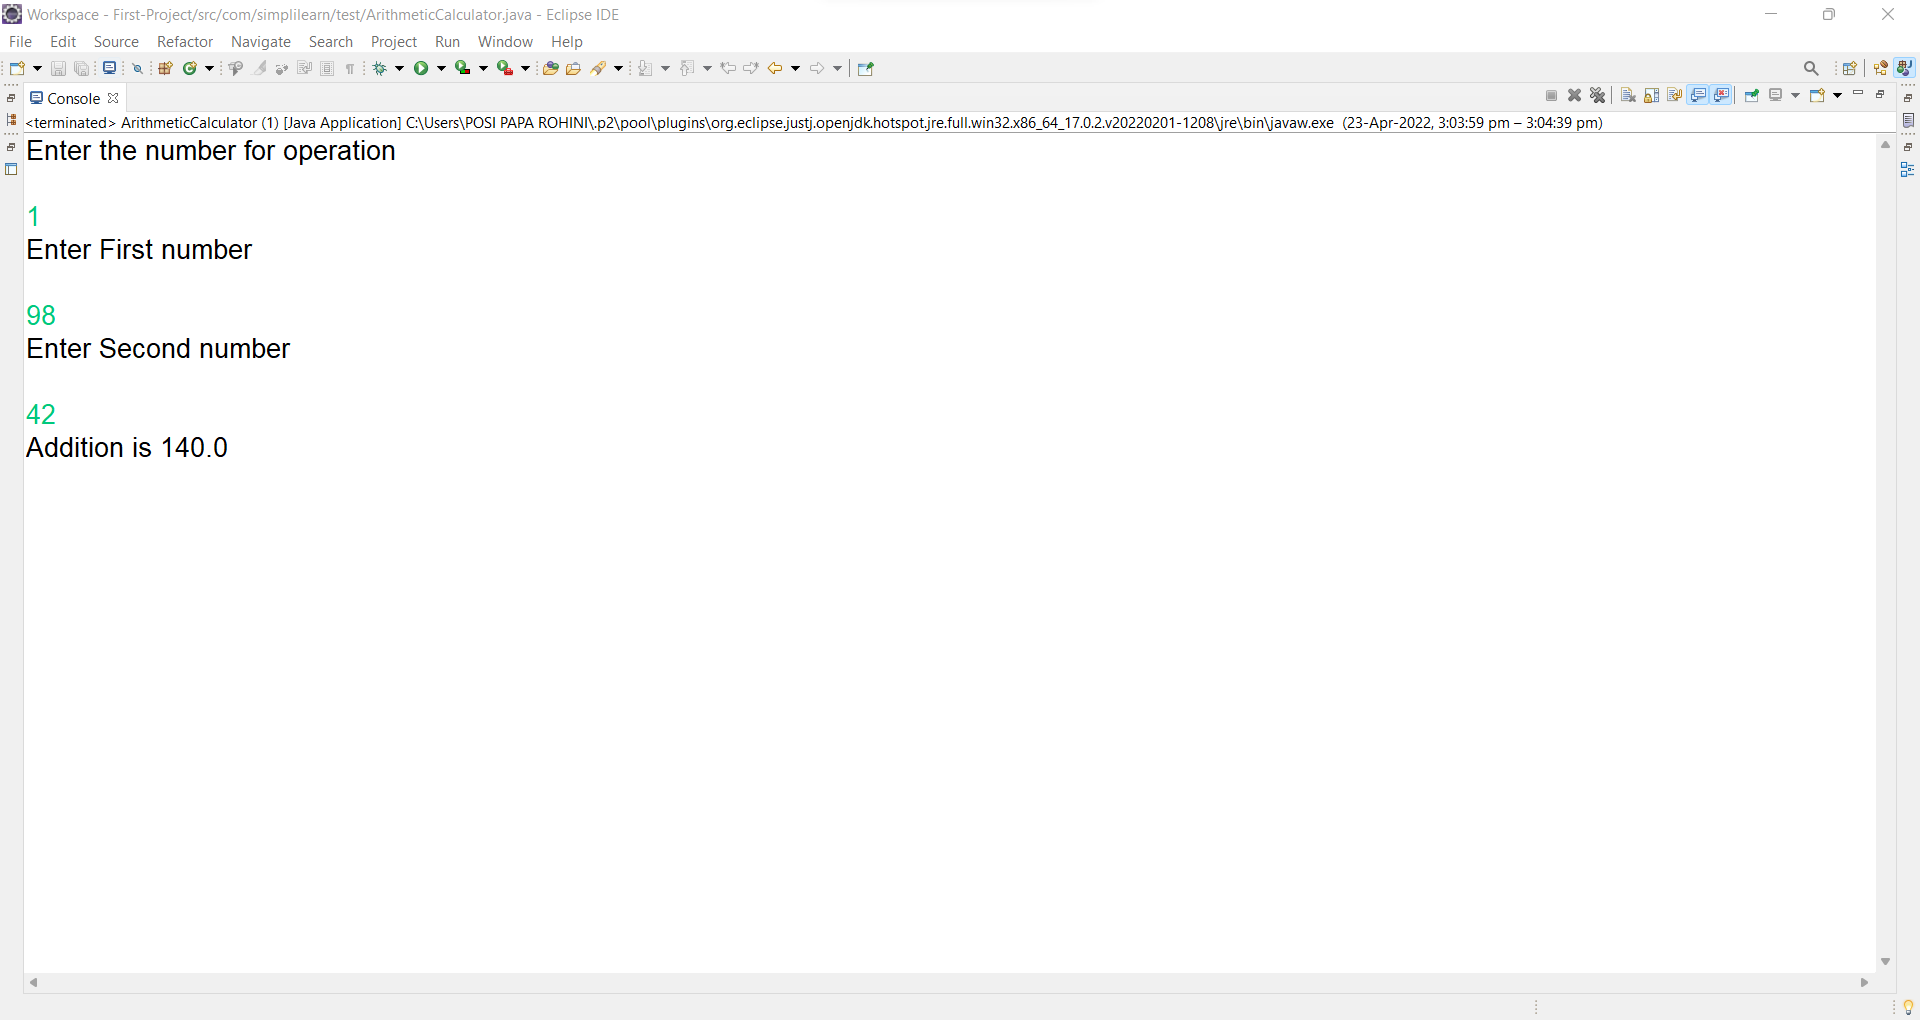 Workspace - First-Project/src/com/simplilearn/test/ArithmeticCalculator.java - Eclipse IDE
File Edit Source Refactor Navigate Search Project Run Window Help
Console
<terminated> ArithmeticCalculator (1) [Java Application] C:\Users\POSI PAPA ROHINI\.p2\pool\plugins\org.eclipse.justj.openjdk.hotspot.jre.full.win32.x86_64_17.0.2.v20220201-1208\jre\bin\javaw.exe (23-Apr-2022, 3:03:59 pm – 3:04:39 pm)
Enter the number for operation
1
Enter First number
98
Enter Second number
42
Addition is 140.0